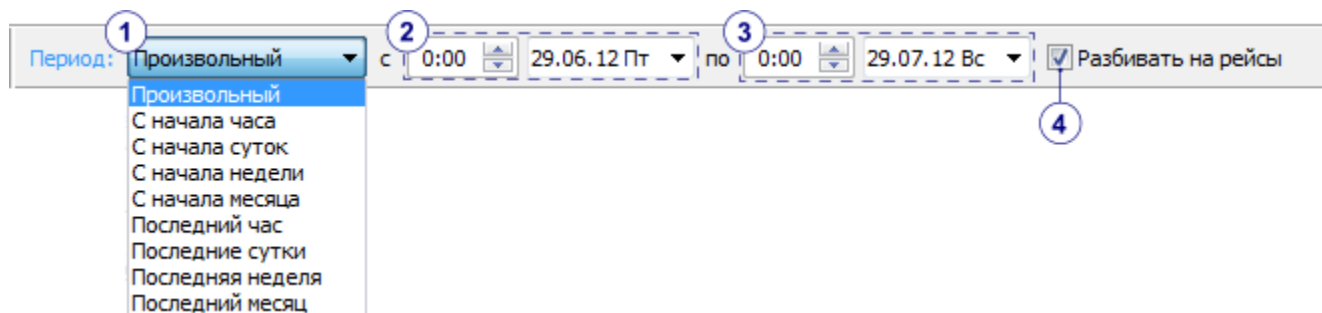 1 2 3
Период: Произвольный с 0:00 29.06.12 Пт по 0:00 29.07.12 Вс Разбивать на рейсы
Произвольный
С начала часа
4
С начала суток
С начала недели
С начала месяца
Последний час
Последние сутки
Последняя неделя
Последний месяц